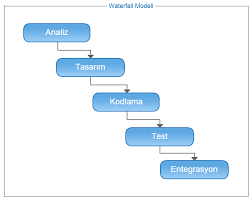 Waterfall Modeli
Analiz
Tasarım
Kodlama
Test
Entegrasyon